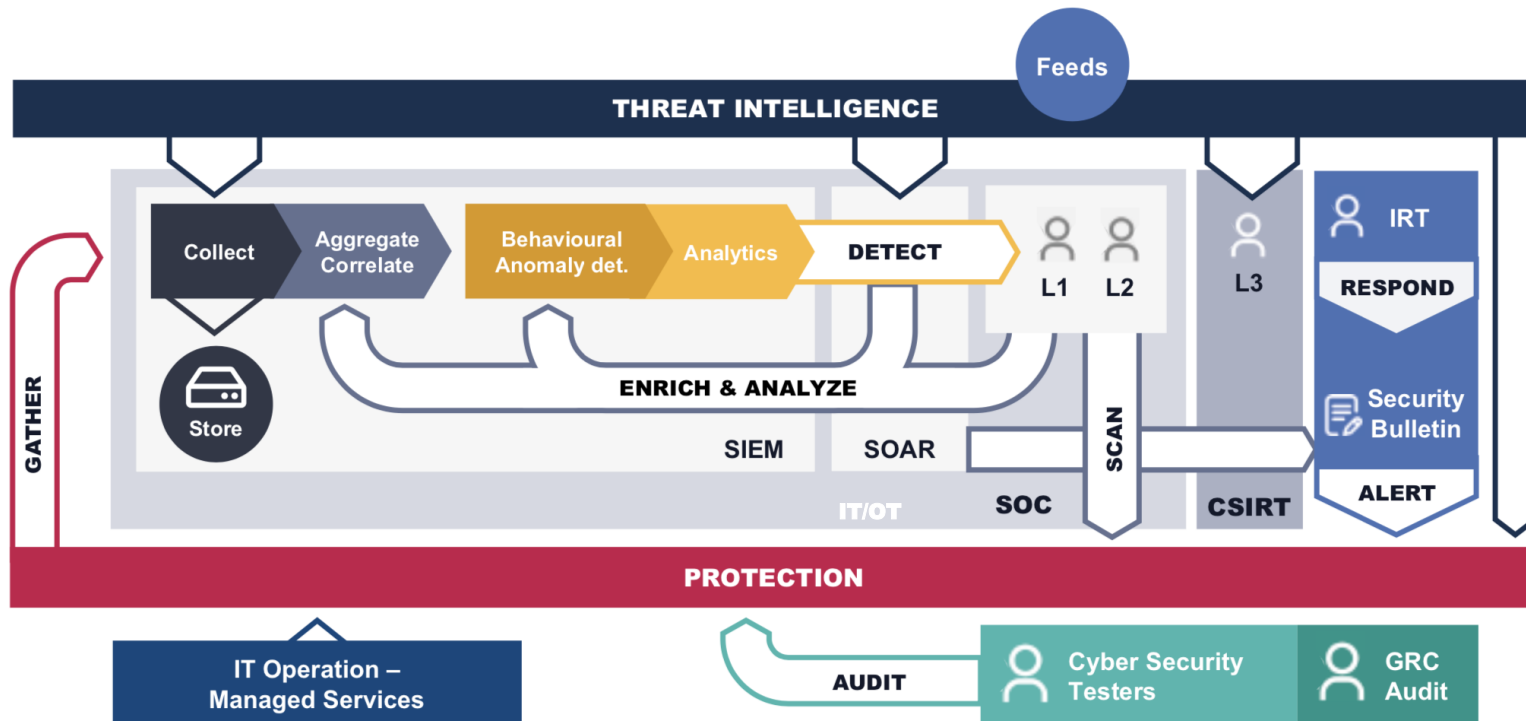 Feeds
THREAT INTELLIGENCE
Collect
Aggregate
Correlate
Behavioural
Anomaly det.
Analytics
DETECT
L1
L2
L3
IRT
RESPOND
GATHER
Store
ENRICH & ANALYZE
SCAN
Security
Bulletin
SIEM
SOAR
IT/OT
SOC
CSIRT
ALERT
PROTECTION
IT Operation –
Managed Services
AUDIT
Cyber Security
Testers
GRC
Audit